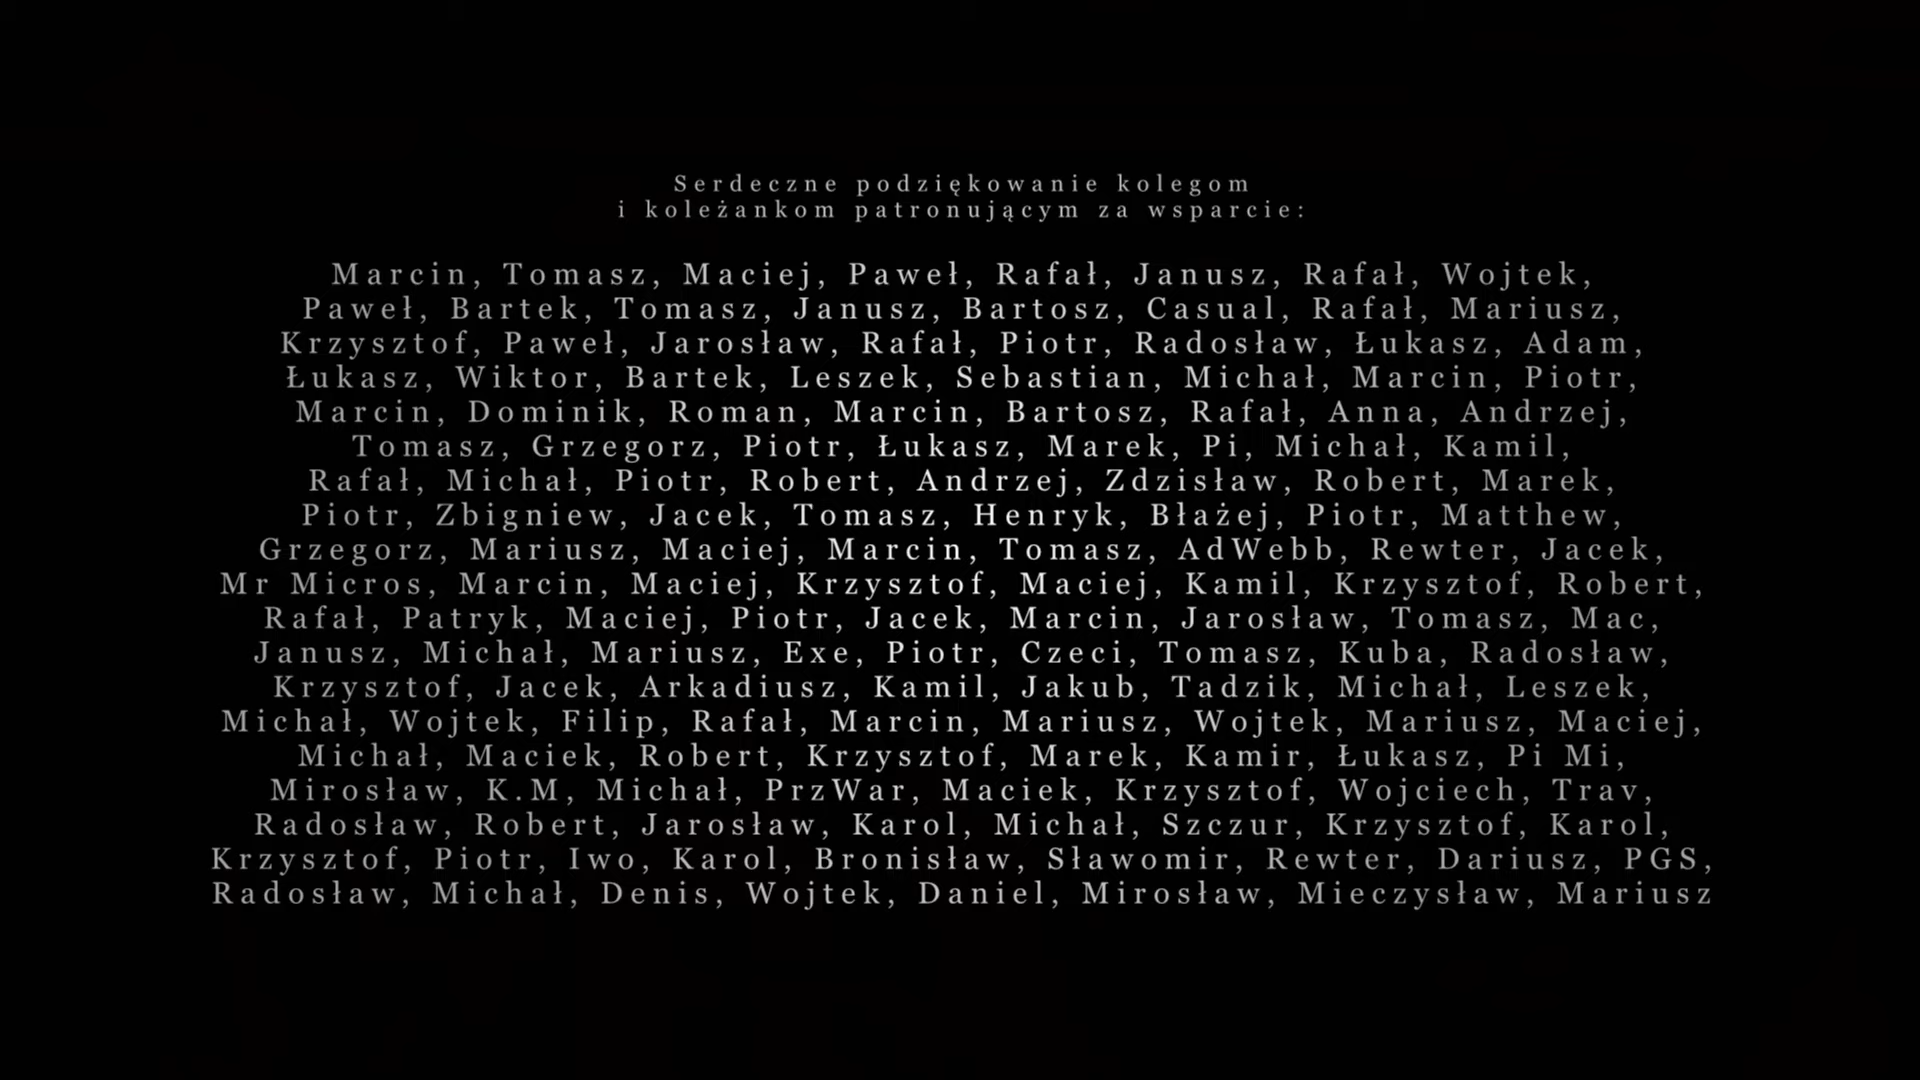 Serdeczne podziękowanie kolegom
i koleżankom patronującym za wsparcie:
Marcin, Tomasz, Maciej, Paweł, Rafał, Janusz, Rafał, Wojtek,
Paweł, Bartek, Tomasz, Janusz, Bartosz, Casual, Rafał, Mariusz,
Krzysztof, Paweł, Jarosław, Rafał, Piotr, Radosław, Łukasz, Adam,
Łukasz, Wiktor, Bartek, Leszek, Sebastian, Michał, Marcin, Piotr,
Marcin, Dominik, Roman, Marcin, Bartosz, Rafał, Anna, Andrzej,
Tomasz, Grzegorz, Piotr, Łukasz, Marek, Pi, Michał, Kamil,
Rafał, Michał, Piotr, Robert, Andrzej, Zdzisław, Robert, Marek,
Piotr, Zbigniew, Jacek, Tomasz, Henryk, Błażej, Piotr, Matthew,
Grzegorz, Mariusz, Maciej, Marcin, Tomasz, AdWebb, Rewter, Jacek,
Mr Micros, Marcin, Maciej, Krzysztof, Maciej, Kamil, Krzysztof, Robert,
Rafał, Patryk, Maciej, Piotr, Jacek, Marcin, Jarosław, Tomasz, Mac,
Janusz, Michał, Mariusz, Exe, Piotr, Czeci, Tomasz, Kuba, Radosław,
Krzysztof, Jacek, Arkadiusz, Kamil, Jakub, Tadzik, Michał, Leszek,
Michał, Wojtek, Filip, Rafał, Marcin, Mariusz, Wojtek, Mariusz, Maciej,
Michał, Maciek, Robert, Krzysztof, Marek, Kamir, Łukasz, Pi Mi,
Mirosław, K.M, Michał, PrzWar, Maciek, Krzysztof, Wojciech, Trav,
Radosław, Robert, Jarosław, Karol, Michał, Szczur, Krzysztof, Karol,
Krzysztof, Piotr, Iwo, Karol, Bronisław, Sławomir, Rewter, Dariusz, PGS,
Radosław, Michał, Denis, Wojtek, Daniel, Mirosław, Mieczysław, Mariusz